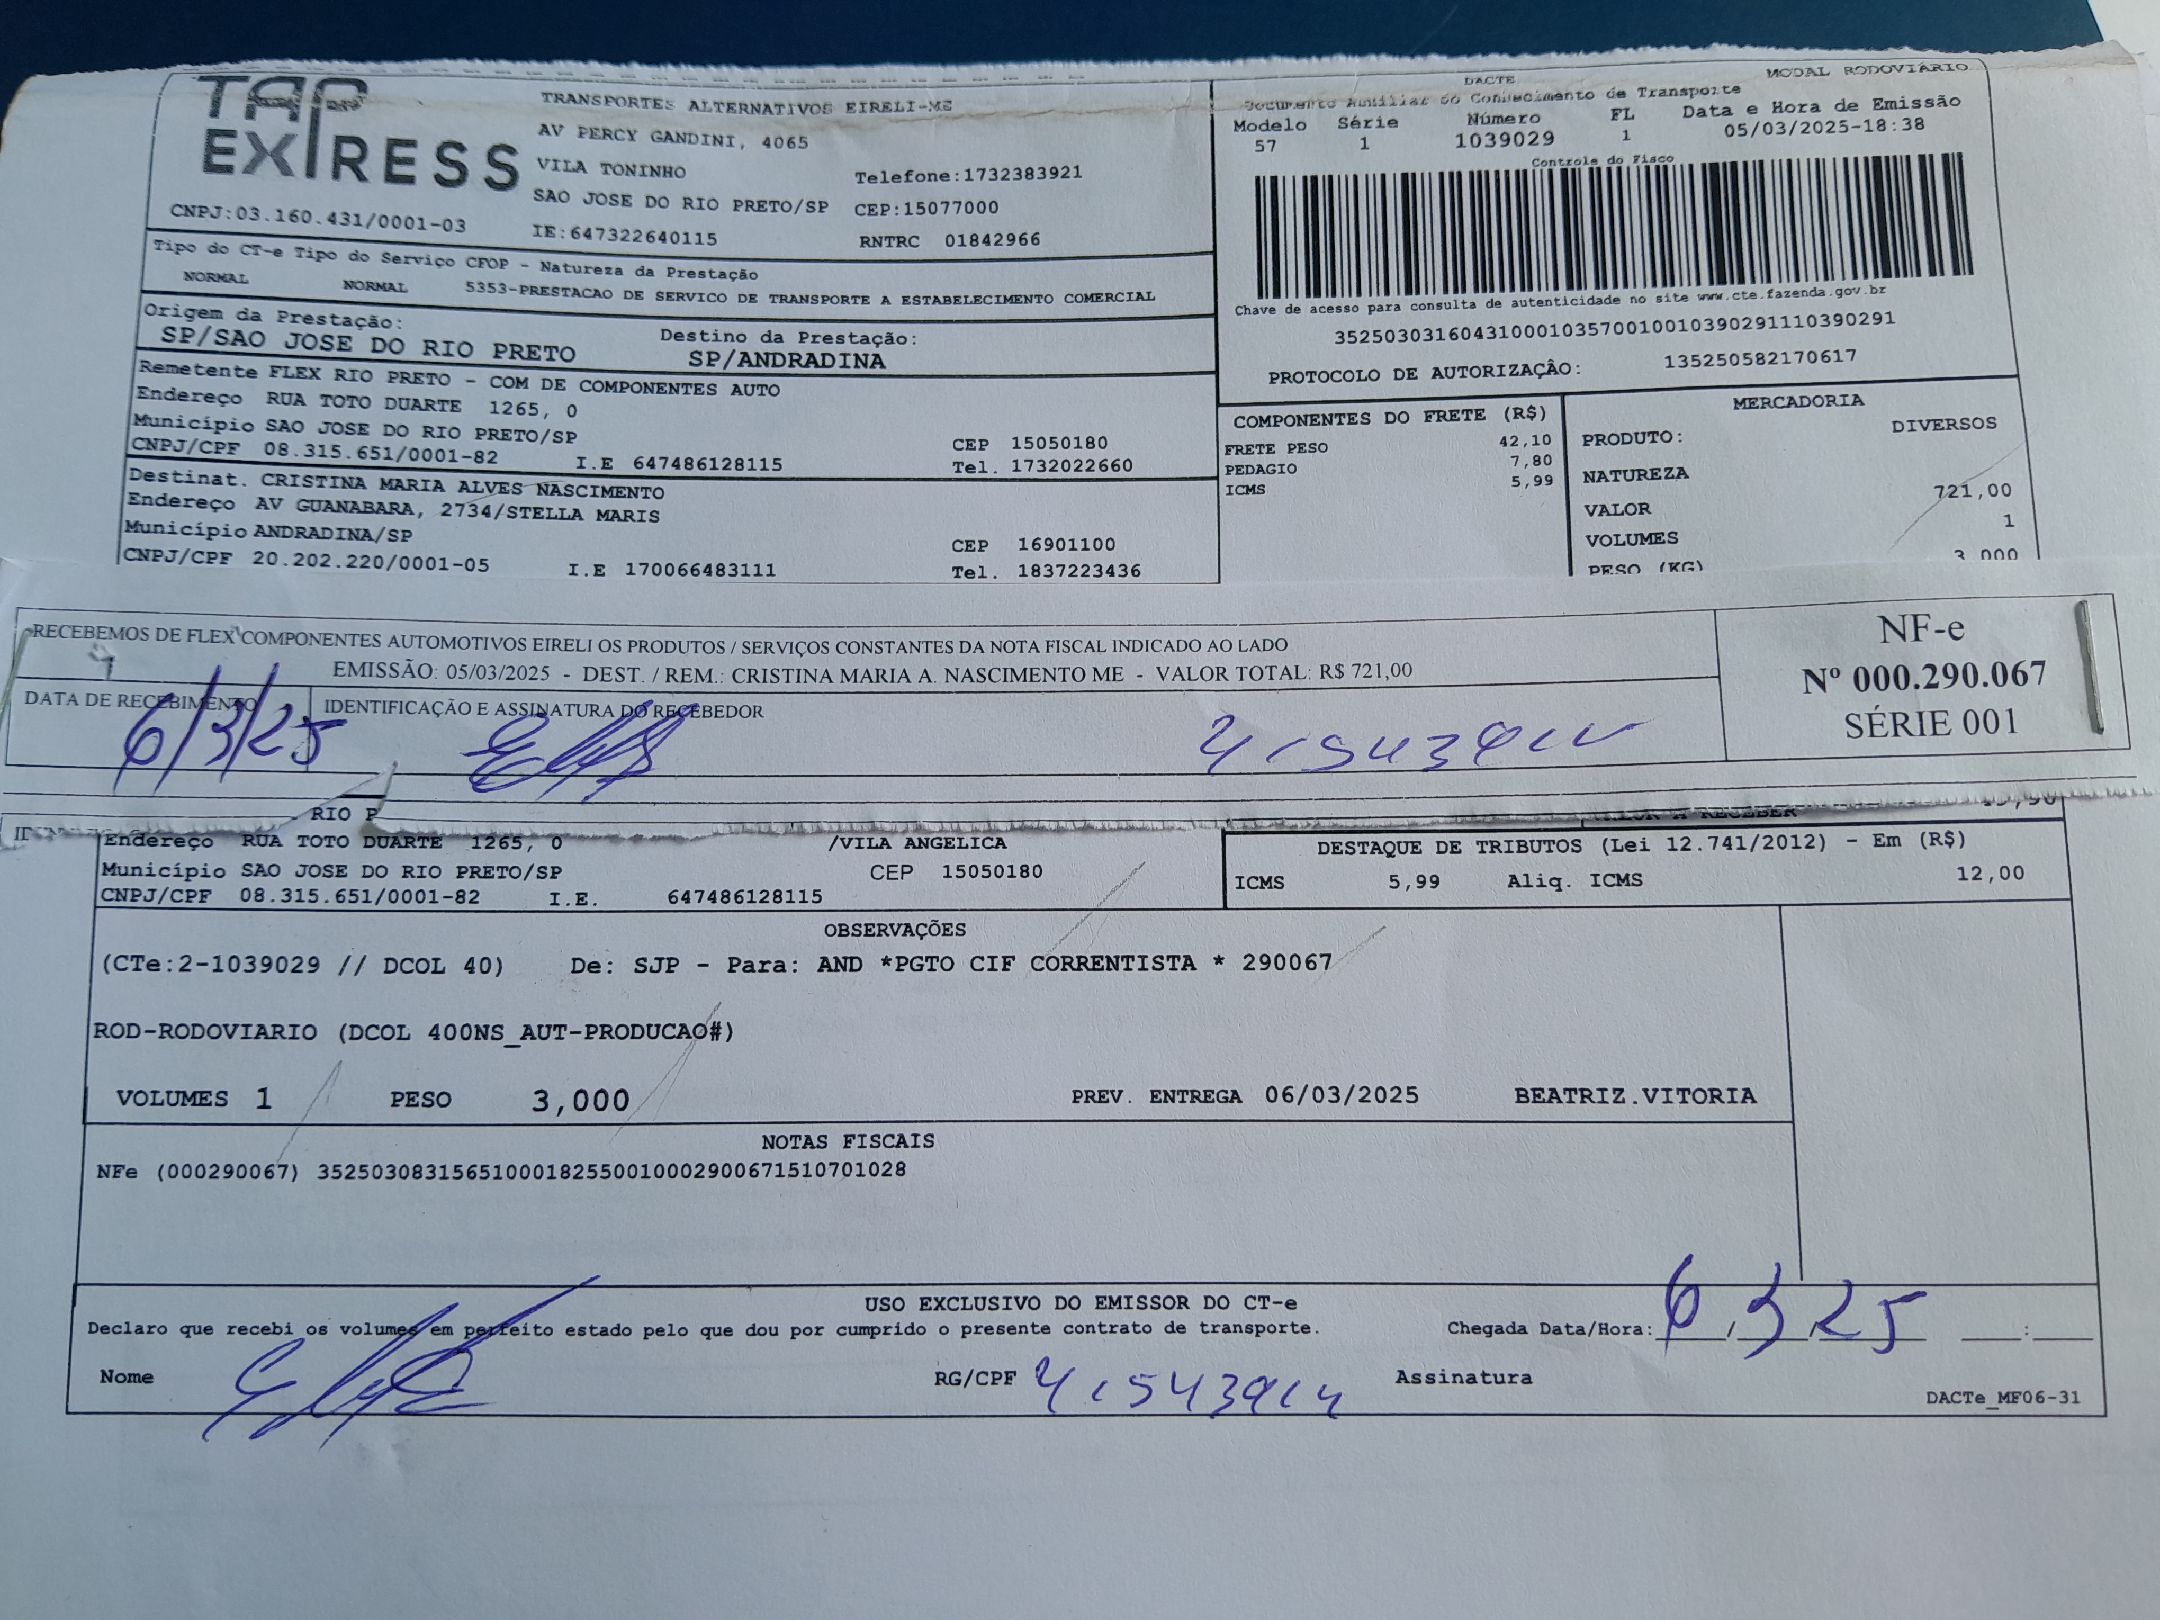 TAP EXPRESS
TRANSPORTES ALTERNATIVOS EIRELI-ME
AV PERCY GANDINI, 4065
VILA TONINHO Telefone:1732383921
SAO JOSE DO RIO PRETO/SP CEP:15077000
CNPJ:03.160.431/0001-03 IE:647322640115 RNTRC 01842966
Tipo do CT-e Tipo do Serviço CFOP - Natureza da Prestação
NORMAL NORMAL 5353-PRESTACAO DE SERVICO DE TRANSPORTE A ESTABELECIMENTO COMERCIAL
Origem da Prestação: Destino da Prestação:
SP/SAO JOSE DO RIO PRETO SP/ANDRADINA
Remetente FLEX RIO PRETO - COM DE COMPONENTES AUTO
Endereço RUA TOTO DUARTE 1265, 0
Município SAO JOSE DO RIO PRETO/SP CEP 15050180
CNPJ/CPF 08.315.651/0001-82 I.E 647486128115 Tel. 1732022660
Destinat. CRISTINA MARIA ALVES NASCIMENTO
Endereço AV GUANABARA, 2734/STELLA MARIS
Município ANDRADINA/SP CEP 16901100
CNPJ/CPF 20.202.220/0001-05 I.E 170066483111 Tel. 1837223436
DACTE MODAL RODOVIÁRIO
Documento Auxiliar do Conhecimento de Transporte
Modelo Série Número FL Data e Hora de Emissão
57 1 1039029 1 05/03/2025-18:38
Controle do Fisco
Chave de acesso para consulta de autenticidade no site www.cte.fazenda.gov.br
35250303160431000103570010010390291110390291
PROTOCOLO DE AUTORIZAÇÂO: 135250582170617
COMPONENTES DO FRETE (R$)
FRETE PESO 42,10
PEDAGIO 7,80
ICMS 5,99
MERCADORIA
PRODUTO: DIVERSOS
NATUREZA
VALOR 721,00
VOLUMES 1
PESO (KG) 3,000
RECEBEMOS DE FLEX COMPONENTES AUTOMOTIVOS EIRELI OS PRODUTOS / SERVIÇOS CONSTANTES DA NOTA FISCAL INDICADO AO LADO
EMISSÃO: 05/03/2025 - DEST. / REM.: CRISTINA MARIA A. NASCIMENTO ME - VALOR TOTAL: R$ 721,00
DATA DE RECEBIMENTO IDENTIFICAÇÃO E ASSINATURA DO RECEBEDOR
6/3/25
NF-e
Nº 000.290.067
SÉRIE 001
RIO P
Endereço RUA TOTO DUARTE 1265, 0 /VILA ANGELICA
Município SAO JOSE DO RIO PRETO/SP CEP 15050180
CNPJ/CPF 08.315.651/0001-82 I.E. 647486128115
DESTAQUE DE TRIBUTOS (Lei 12.741/2012) - Em (R$)
ICMS 5,99 Aliq. ICMS 12,00
OBSERVAÇÕES
(CTe:2-1039029 // DCOL 40) De: SJP - Para: AND *PGTO CIF CORRENTISTA * 290067
ROD-RODOVIARIO (DCOL 400NS_AUT-PRODUCAO#)
VOLUMES 1 PESO 3,000 PREV. ENTREGA 06/03/2025 BEATRIZ.VITORIA
NOTAS FISCAIS
NFe (000290067) 35250308315651000182550010002900671510701028
USO EXCLUSIVO DO EMISSOR DO CT-e
Declaro que recebi os volumes em perfeito estado pelo que dou por cumprido o presente contrato de transporte. Chegada Data/Hora: 6/3/25 :
Nome RG/CPF Assinatura
DACTe_MF06-31